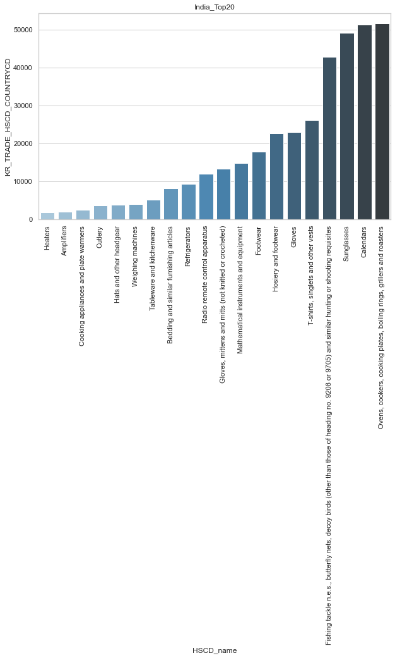 India_Top20
KR_TRADE_HSCD_COUNTRYCD
50000
40000
30000
20000
10000
0
Heaters
Amplifiers
Cooking appliances and plate warmers
Cutlery
Hats and other headgear
Weighing machines
Tableware and kitchenware
Bedding and similar furnishing articles
Refrigerators
Radio remote control apparatus
Gloves, mittens and mitts (not knitted or crocheted)
Mathematical instruments and equipment
Footwear
Hosiery and footwear
Gloves
T-shirts, singlets and other vests
Fishing tackle n.e.s., butterfly nets, decoy birds (other than those of heading no. 9208 or 9705) and similar hunting or shooting requisites
Sunglasses
Calendars
Ovens, cookers, cooking plates, boiling rings, grillers and roasters
HSCD_name